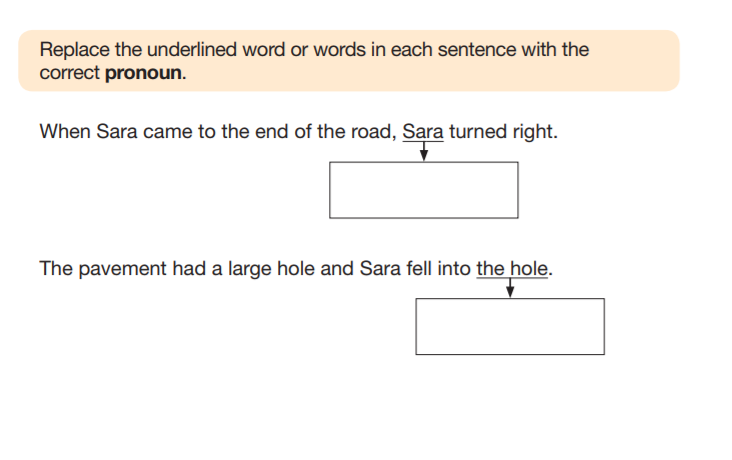 Replace the underlined word or words in each sentence with the
correct pronoun.
When Sara came to the end of the road, Sara turned right.
The pavement had a large hole and Sara fell into the hole.